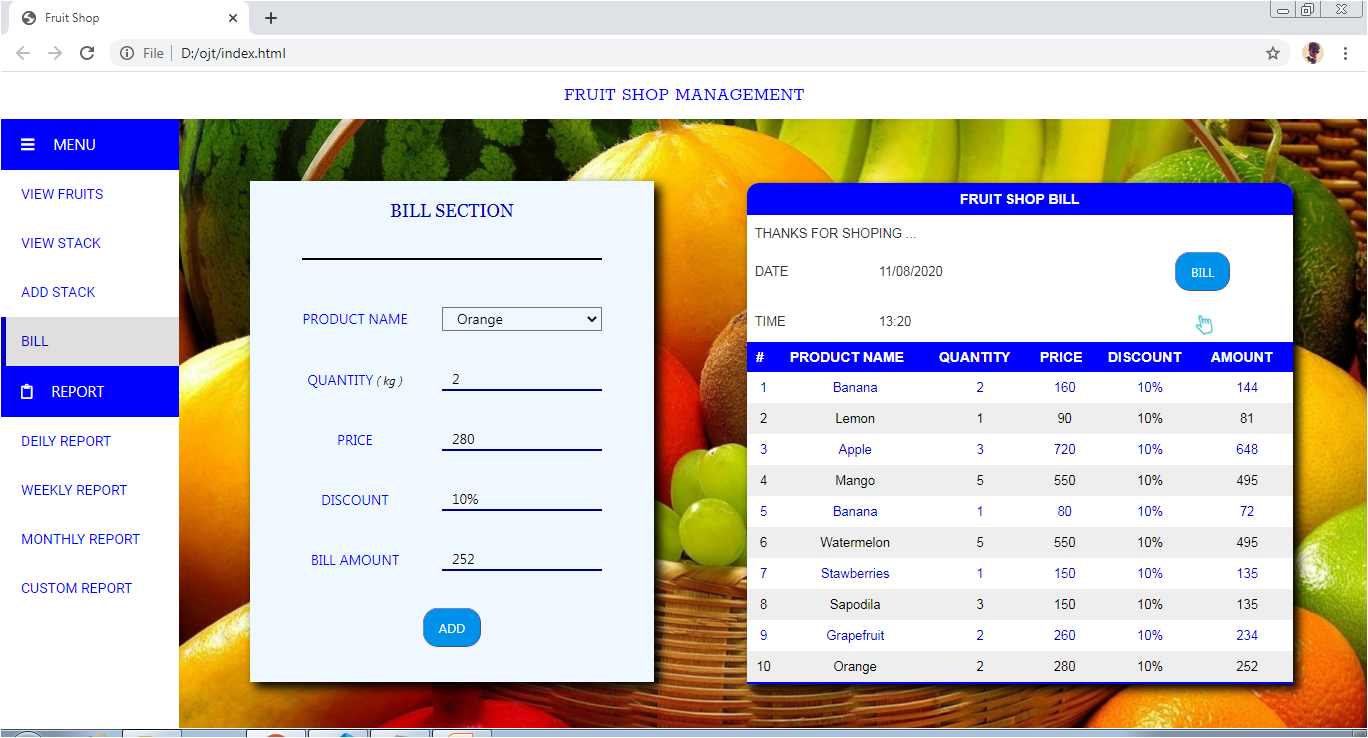 Fruit Shop
File
D:/ojt/index.html
FRUIT SHOP MANAGEMENT
MENU
VIEW FRUITS
VIEW STACK
ADD STACK
BILL
REPORT
DEILY REPORT
WEEKLY REPORT
MONTHLY REPORT
CUSTOM REPORT
BILL SECTION
PRODUCT NAME Orange
QUANTITY ( kg ) 2
PRICE 280
DISCOUNT 10%
BILL AMOUNT 252
ADD
FRUIT SHOP BILL
THANKS FOR SHOPING ...
DATE 11/08/2020 BILL
TIME 13:20
# PRODUCT NAME QUANTITY PRICE DISCOUNT AMOUNT
1 Banana 2 160 10% 144
2 Lemon 1 90 10% 81
3 Apple 3 720 10% 648
4 Mango 5 550 10% 495
5 Banana 1 80 10% 72
6 Watermelon 5 550 10% 495
7 Stawberries 1 150 10% 135
8 Sapodila 3 150 10% 135
9 Grapefruit 2 260 10% 234
10 Orange 2 280 10% 252